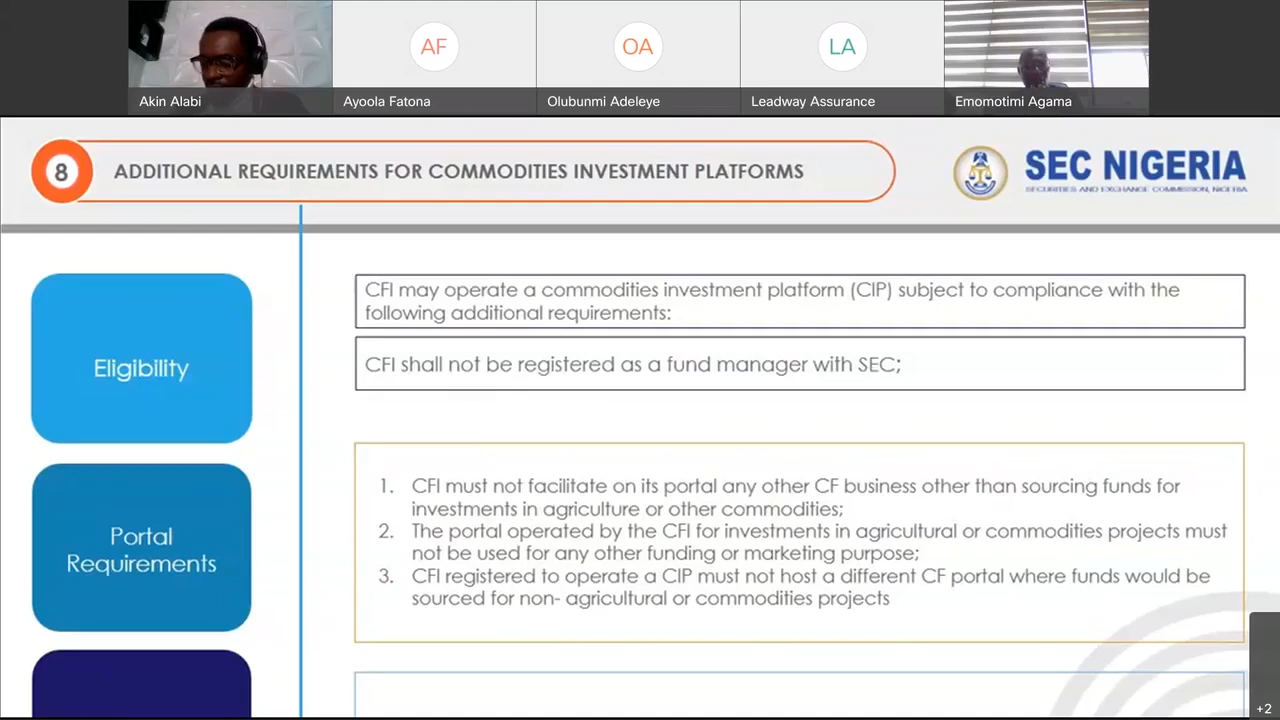 AF
OA
LA
Akin Alabi
Ayoola Fatona
Olubunmi Adeleye
Leadway Assurance
Emomotimi Agama
8
ADDITIONAL REQUIREMENTS FOR COMMODITIES INVESTMENT PLATFORMS
SEC NIGERIA
SECURITIES AND EXCHANGE COMMISSION, NIGERIA
Eligibility
CFI may operate a commodities investment platform (CIP) subject to compliance with the
following additional requirements:
CFI shall not be registered as a fund manager with SEC;
Portal
Requirements
1. CFI must not facilitate on its portal any other CF business other than sourcing funds for
investments in agriculture or other commodities;
2. The portal operated by the CFI for investments in agricultural or commodities projects must
not be used for any other funding or marketing purpose;
3. CFI registered to operate a CIP must not host a different CF portal where funds would be
sourced for non- agricultural or commodities projects
+2